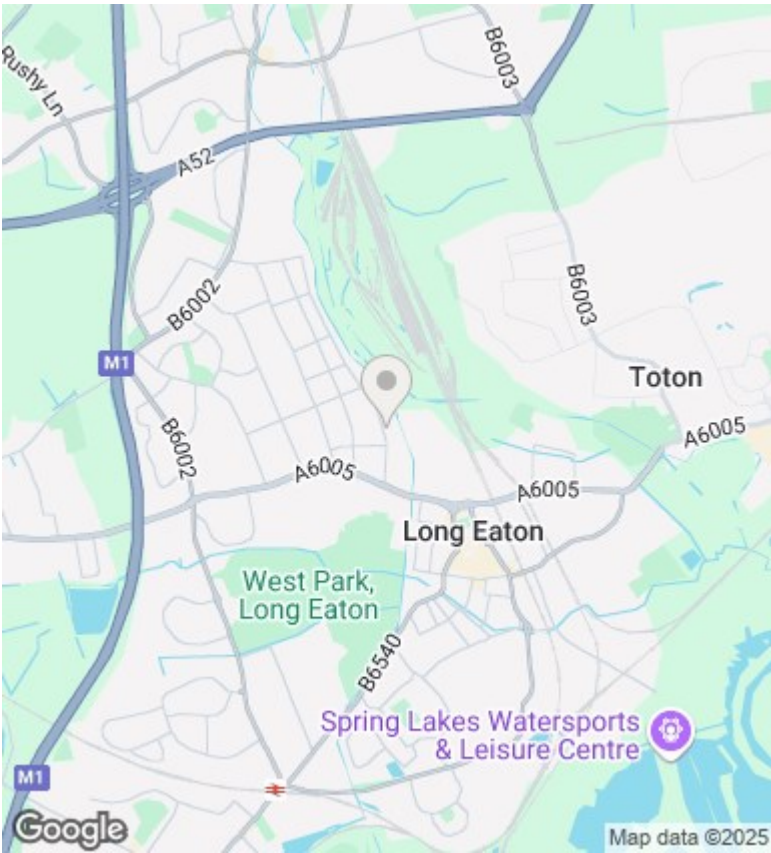 Rushy Ln
B6003
A52
B6003
B6002
M1
Toton
B6002
A6005
A6005
A6005
Long Eaton
West Park,
Long Eaton
B6540
Spring Lakes Watersports
& Leisure Centre
M1
Google
Map data ©2025